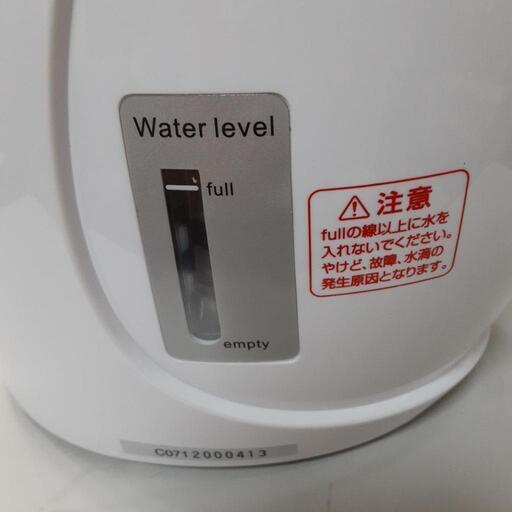 Water level
full
empty
注意
fullの線以上に水を
入れないでください。
やけど、故障、水滴の
発生原因となります。
C0712000413